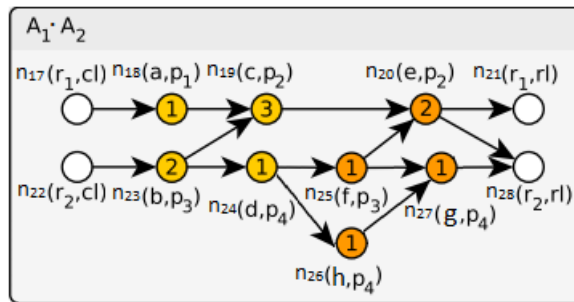 A₁· A₂
n₁₇(r₁,cl) n₁₈(a,p₁) n₁₉(c,p₂) n₂₀(e,p₂) n₂₁(r₁,rl)
1 3 2
2 1 1 1
n₂₂(r₂,cl) n₂₃(b,p₃) n₂₄(d,p₄) n₂₅(f,p₃) n₂₇(g,p₄) n₂₈(r₂,rl)
1
n₂₆(h,p₄)